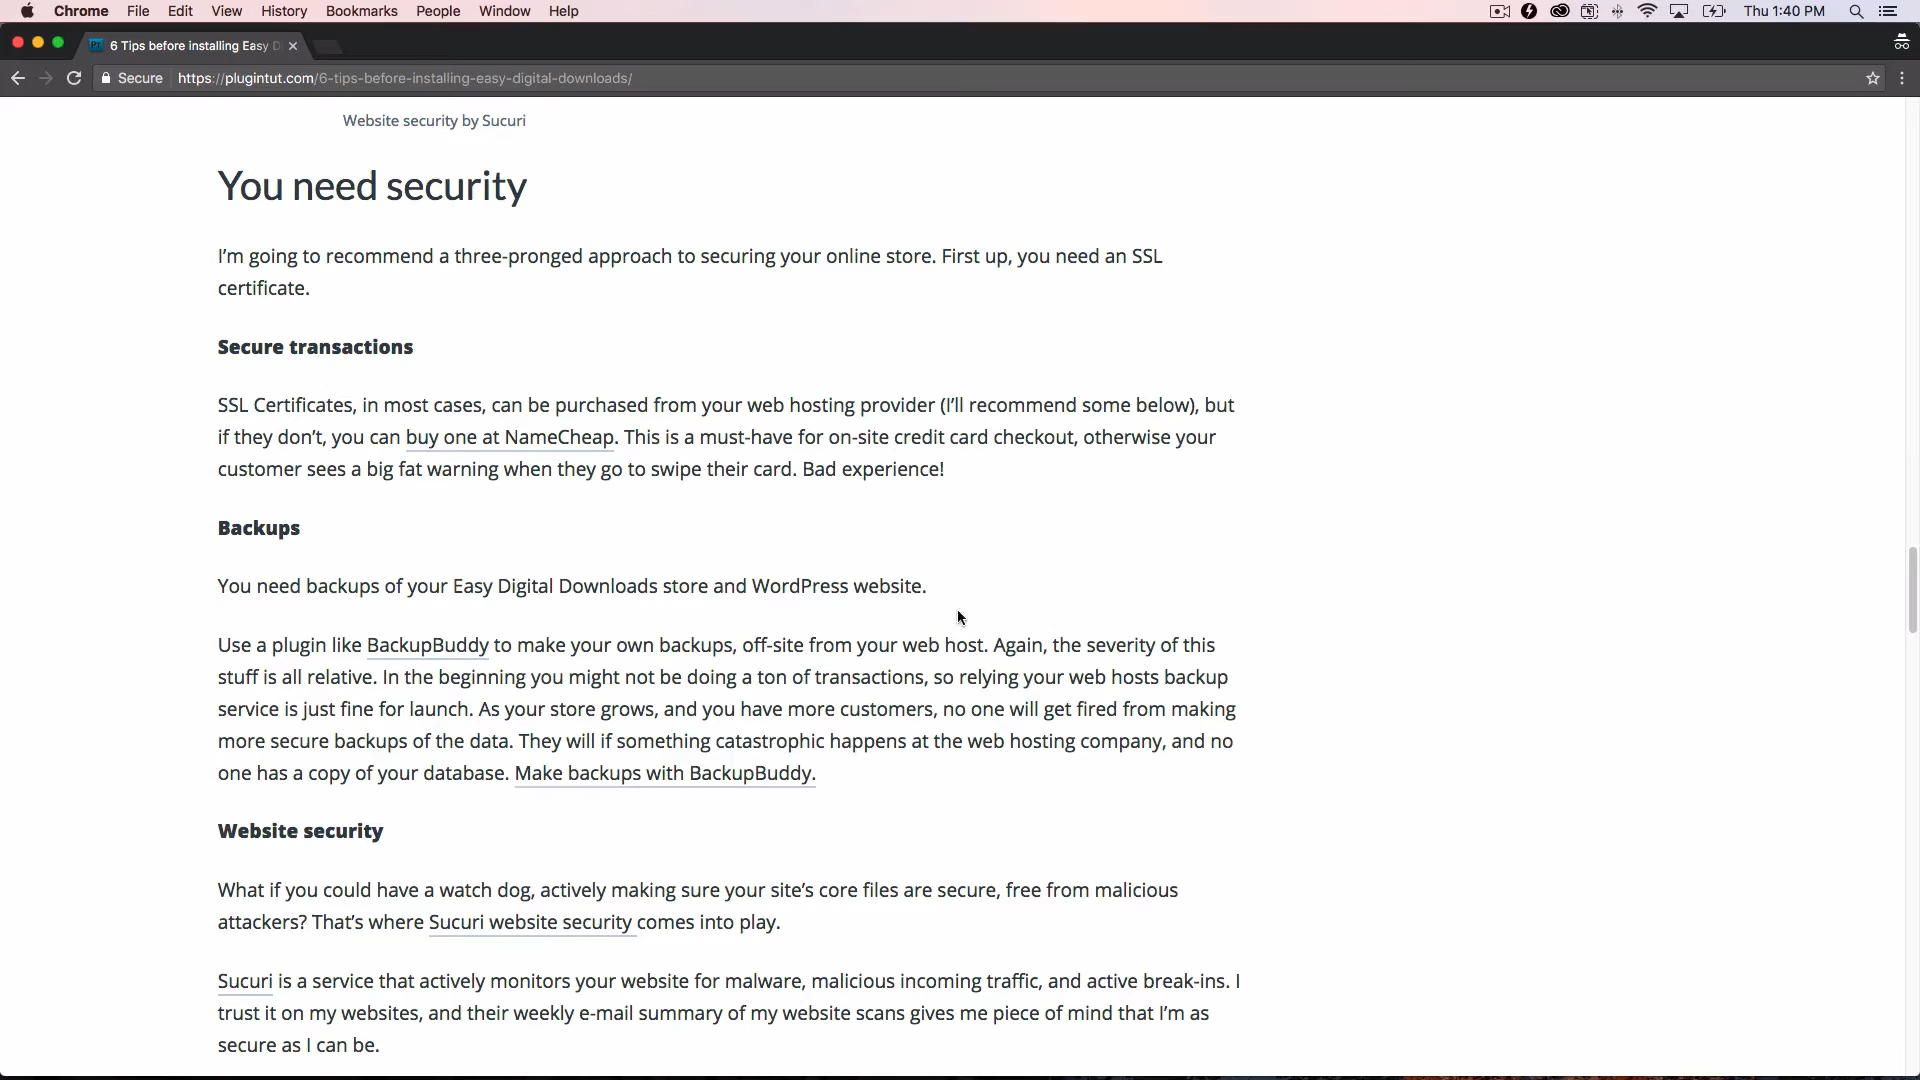 Chrome File Edit View History Bookmarks People Window Help Thu 1:40 PM
6 Tips before installing Easy D
Secure https://plugintut.com/6-tips-before-installing-easy-digital-downloads/
Website security by Sucuri
You need security
I’m going to recommend a three-pronged approach to securing your online store. First up, you need an SSL
certificate.
Secure transactions
SSL Certificates, in most cases, can be purchased from your web hosting provider (I’ll recommend some below), but
if they don’t, you can buy one at NameCheap. This is a must-have for on-site credit card checkout, otherwise your
customer sees a big fat warning when they go to swipe their card. Bad experience!
Backups
You need backups of your Easy Digital Downloads store and WordPress website.
Use a plugin like BackupBuddy to make your own backups, off-site from your web host. Again, the severity of this
stuff is all relative. In the beginning you might not be doing a ton of transactions, so relying your web hosts backup
service is just fine for launch. As your store grows, and you have more customers, no one will get fired from making
more secure backups of the data. They will if something catastrophic happens at the web hosting company, and no
one has a copy of your database. Make backups with BackupBuddy.
Website security
What if you could have a watch dog, actively making sure your site’s core files are secure, free from malicious
attackers? That’s where Sucuri website security comes into play.
Sucuri is a service that actively monitors your website for malware, malicious incoming traffic, and active break-ins. I
trust it on my websites, and their weekly e-mail summary of my website scans gives me piece of mind that I’m as
secure as I can be.